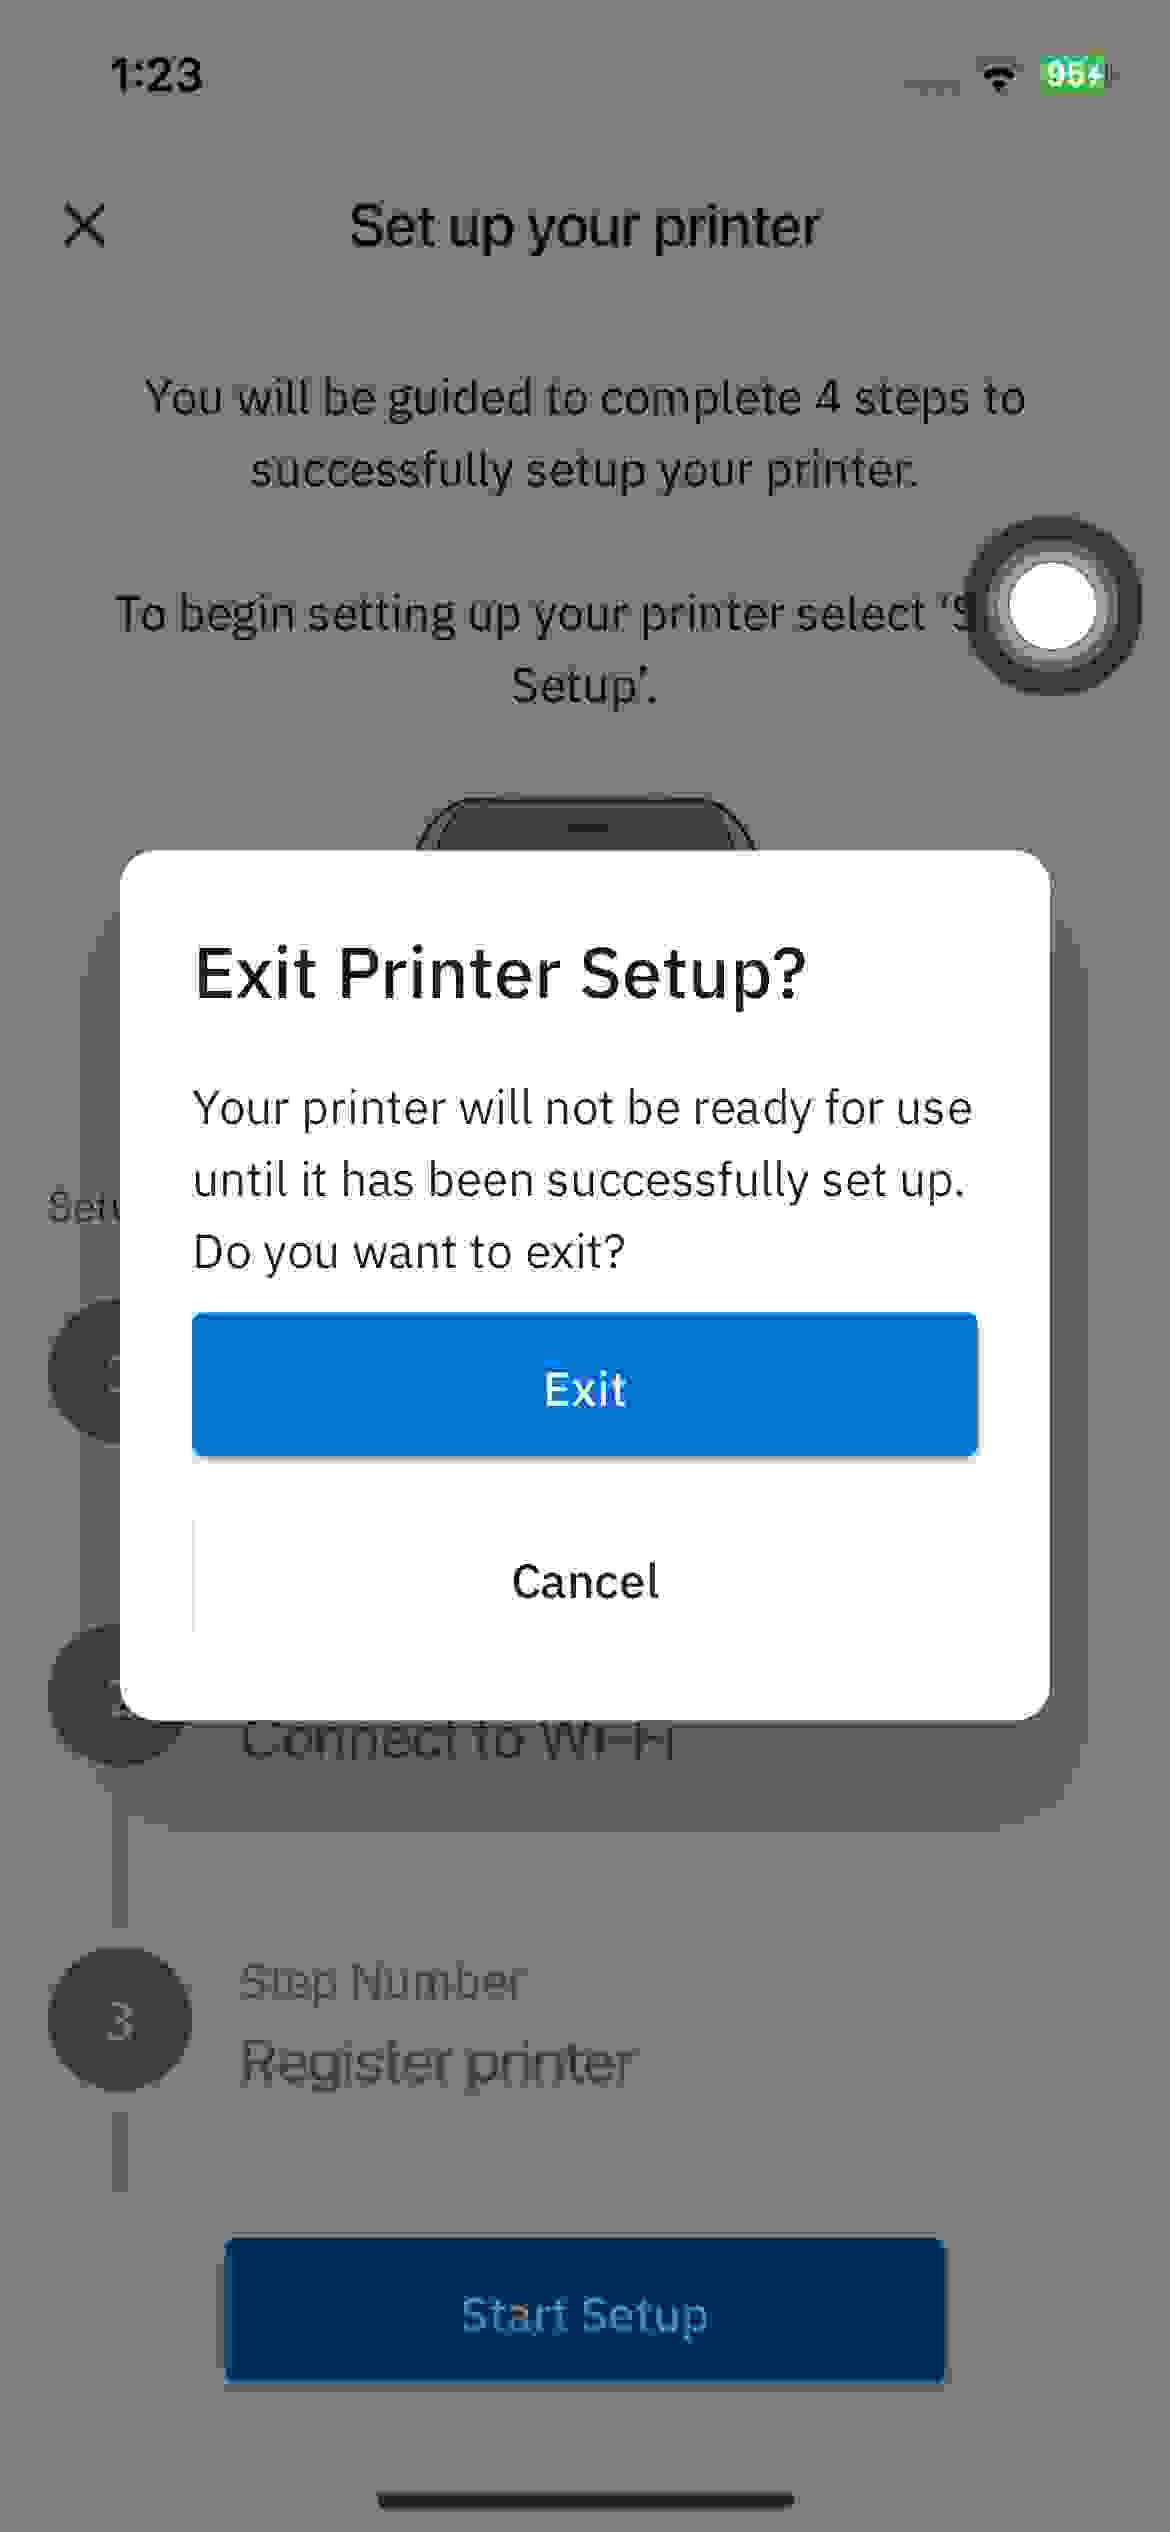 1:23
95
Set up your printer
You will be guided to complete 4 steps to
successfully setup your printer.
To begin setting up your printer select
Setup'.
Exit Printer Setup?
Your printer will not be ready for use
until it has been successfully set up.
Do you want to exit?
Exit
Cancel
Connect to Wi-Fi
3
Step Number
Register printer
Start Setup